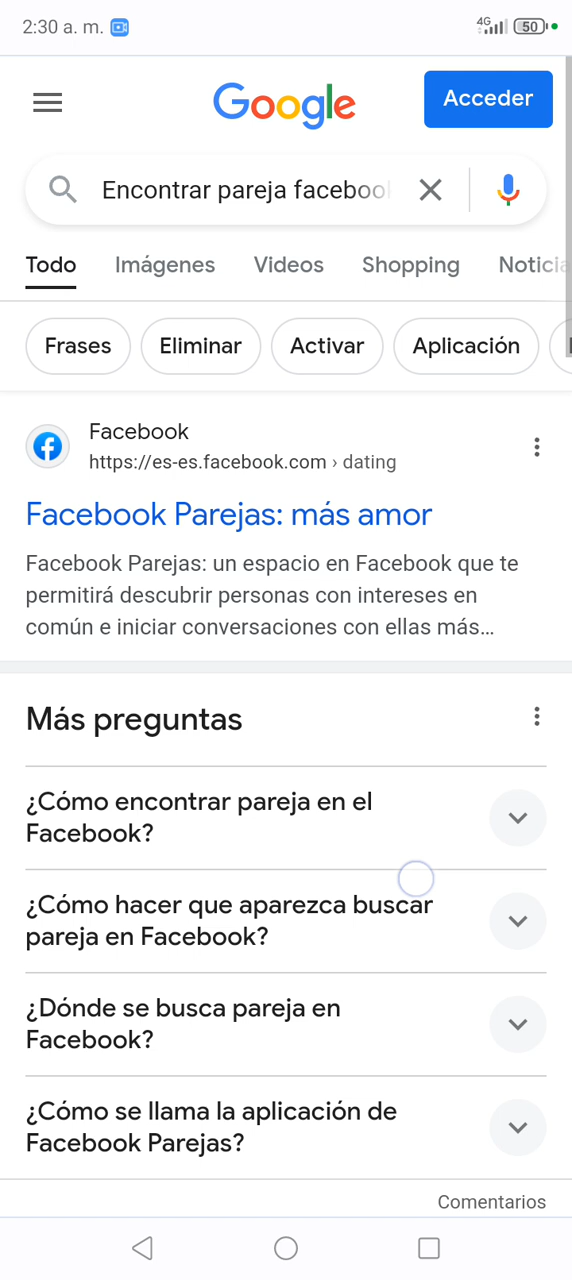 2:30 a. m.
4G
50
Google
Acceder
Encontrar pareja facebool
Todo Imágenes Videos Shopping Noticia
Frases Eliminar Activar Aplicación
Facebook
https://es-es.facebook.com › dating
Facebook Parejas: más amor
Facebook Parejas: un espacio en Facebook que te
permitirá descubrir personas con intereses en
común e iniciar conversaciones con ellas más...
Más preguntas
¿Cómo encontrar pareja en el
Facebook?
¿Cómo hacer que aparezca buscar
pareja en Facebook?
¿Dónde se busca pareja en
Facebook?
¿Cómo se llama la aplicación de
Facebook Parejas?
Comentarios